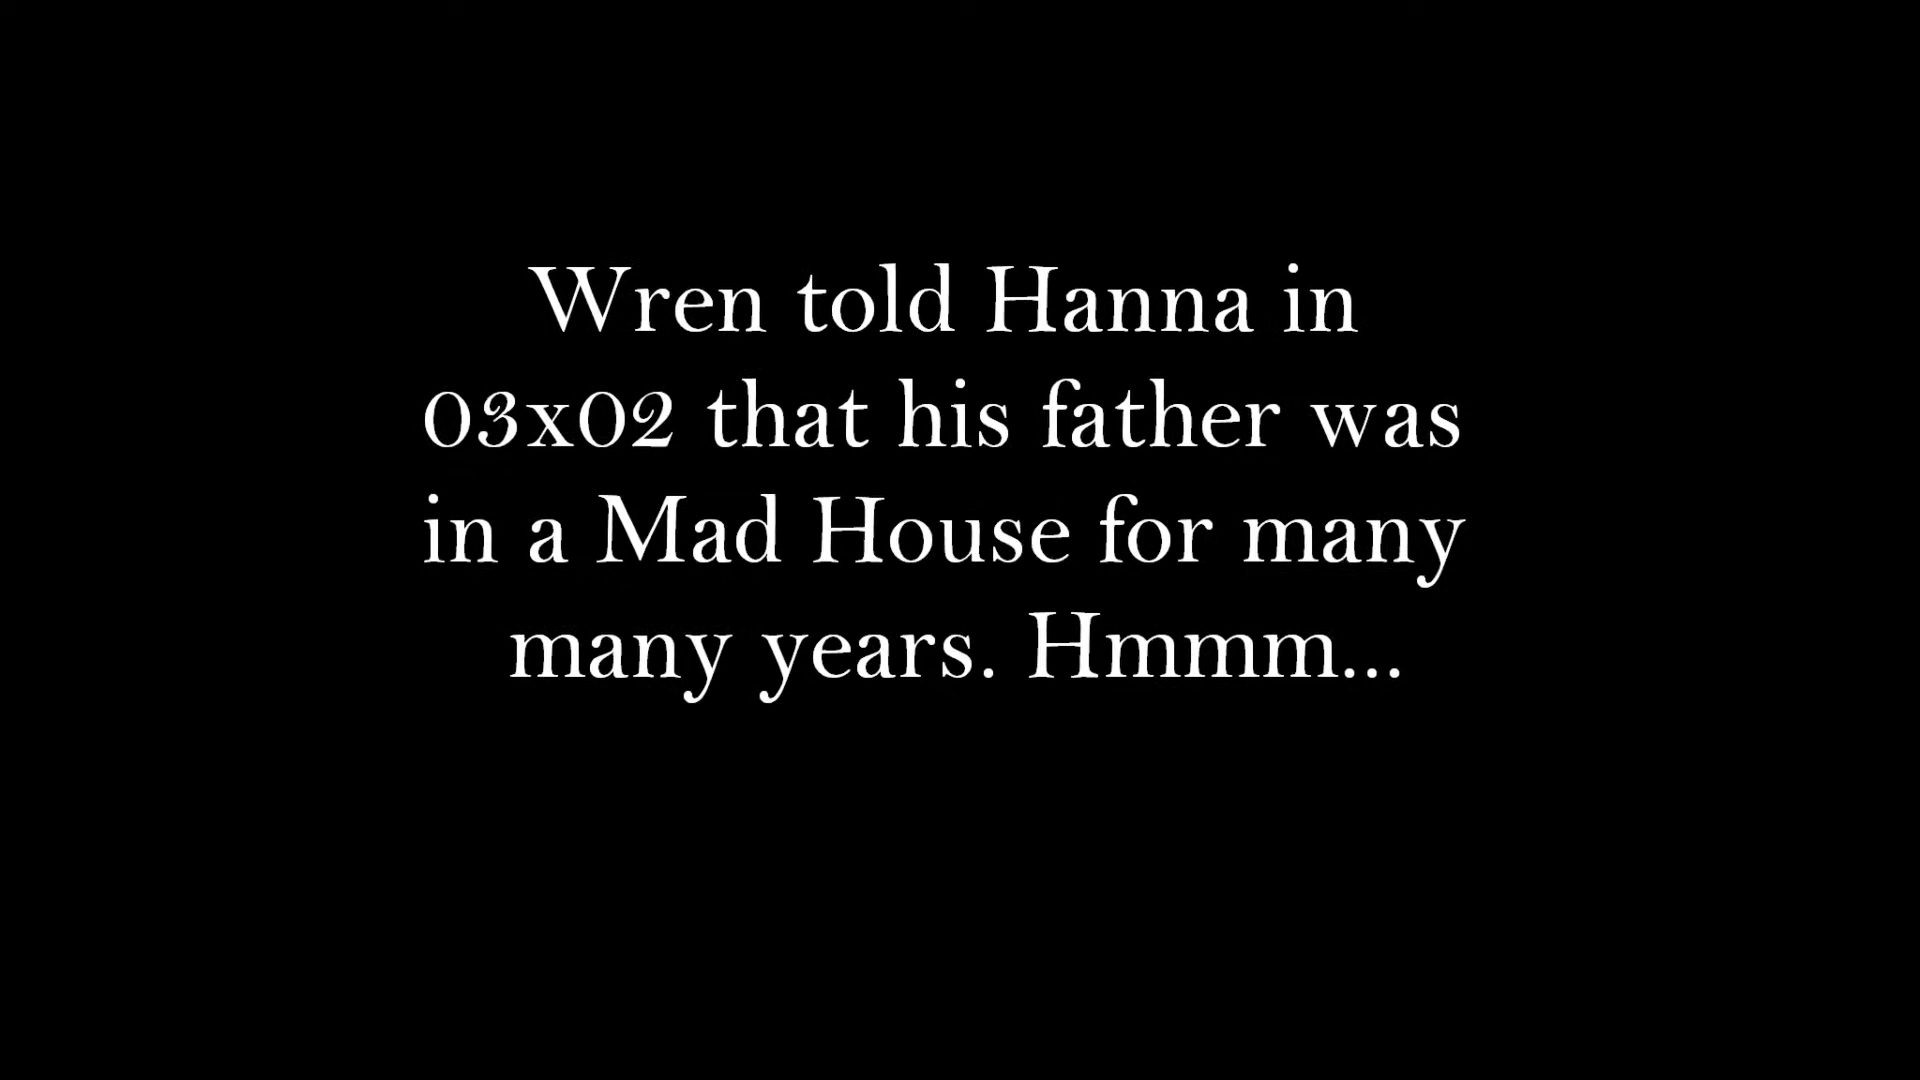 Wren told Hanna in
03x02 that his father was
in a Mad House for many
many years. Hmmm...